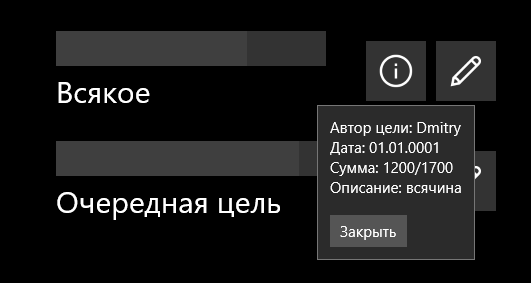 Всякое
Автор цели: Dmitry
Дата: 01.01.0001
Сумма: 1200/1700
Описание: всячина
Закрыть
Очередная цель